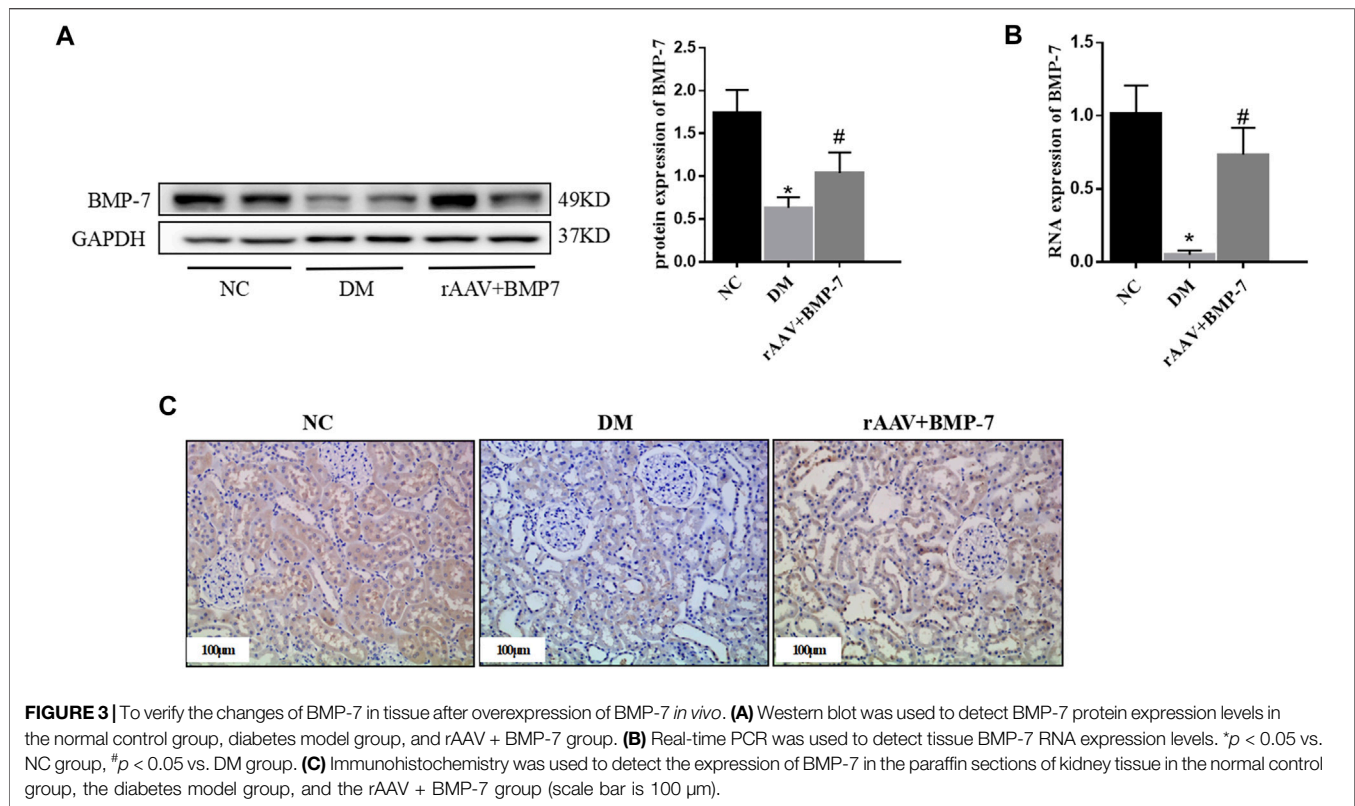 A
BMP-7
GAPDH
49KD
37KD
NC
DM
rAAV+BMP7
protein expression of BMP-7
2.5
2.0
1.5
1.0
0.5
0.0
*
#
NC
DM
rAAV+BMP-7
B
RNA expression of BMP-7
1.5
1.0
0.5
0.0
*
#
NC
DM
rAAV+BMP-7
C
NC
DM
rAAV+BMP-7
100μm
100μm
100μm
FIGURE 3 | To verify the changes of BMP-7 in tissue after overexpression of BMP-7 in vivo. (A) Western blot was used to detect BMP-7 protein expression levels in
the normal control group, diabetes model group, and rAAV + BMP-7 group. (B) Real-time PCR was used to detect tissue BMP-7 RNA expression levels. *p < 0.05 vs.
NC group, #p < 0.05 vs. DM group. (C) Immunohistochemistry was used to detect the expression of BMP-7 in the paraffin sections of kidney tissue in the normal control
group, the diabetes model group, and the rAAV + BMP-7 group (scale bar is 100 μm).